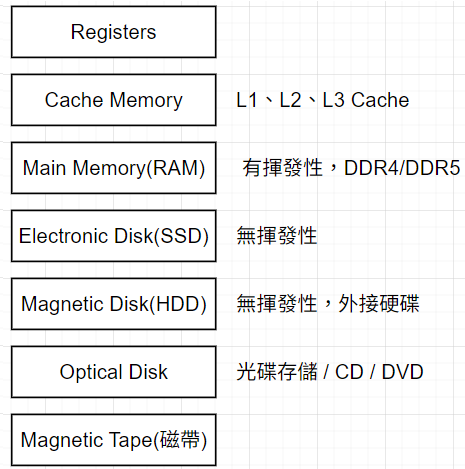 Registers
Cache Memory L1、L2、L3 Cache
Main Memory(RAM) 有揮發性，DDR4/DDR5
Electronic Disk(SSD) 無揮發性
Magnetic Disk(HDD) 無揮發性，外接硬碟
Optical Disk 光碟存儲 / CD / DVD
Magnetic Tape(磁帶)